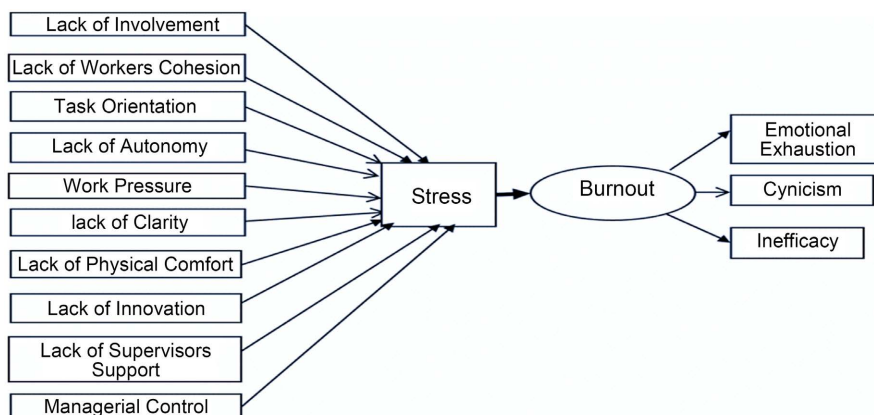 Lack of Involvement
Lack of Workers Cohesion
Task Orientation
Lack of Autonomy
Work Pressure
lack of Clarity
Lack of Physical Comfort
Lack of Innovation
Lack of Supervisors
Support
Managerial Control
Stress
Burnout
Emotional
Exhaustion
Cynicism
Inefficacy